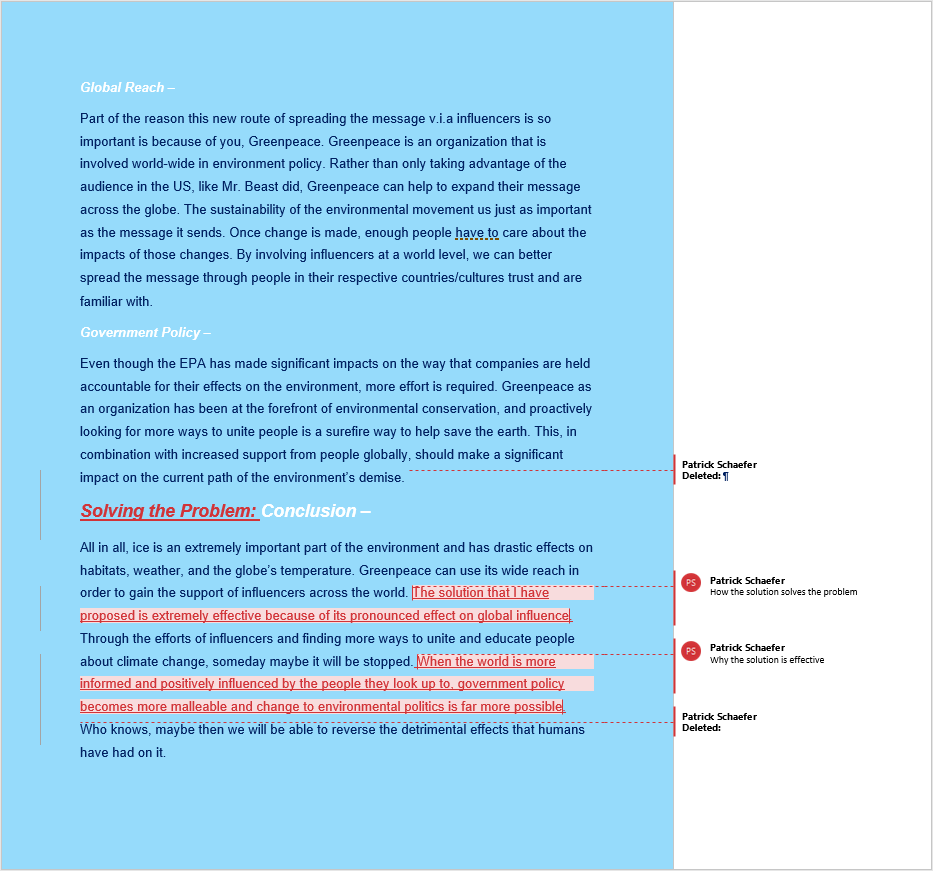 Global Reach –
Part of the reason this new route of spreading the message v.i.a influencers is so
important is because of you, Greenpeace. Greenpeace is an organization that is
involved world-wide in environment policy. Rather than only taking advantage of the
audience in the US, like Mr. Beast did, Greenpeace can help to expand their message
across the globe. The sustainability of the environmental movement us just as important
as the message it sends. Once change is made, enough people have to care about the
impacts of those changes. By involving influencers at a world level, we can better
spread the message through people in their respective countries/cultures trust and are
familiar with.
Government Policy –
Even though the EPA has made significant impacts on the way that companies are held
accountable for their effects on the environment, more effort is required. Greenpeace as
an organization has been at the forefront of environmental conservation, and proactively
looking for more ways to unite people is a surefire way to help save the earth. This, in
combination with increased support from people globally, should make a significant
impact on the current path of the environment's demise.
Patrick Schaefer
Deleted: ¶
Solving the Problem: Conclusion –
All in all, ice is an extremely important part of the environment and has drastic effects on
habitats, weather, and the globe's temperature. Greenpeace can use its wide reach in
order to gain the support of influencers across the world. The solution that I have
proposed is extremely effective because of its pronounced effect on global influence.
PS Patrick Schaefer
How the solution solves the problem
Through the efforts of influencers and finding more ways to unite and educate people
about climate change, someday maybe it will be stopped. When the world is more
informed and positively influenced by the people they look up to, government policy
becomes more malleable and change to environmental politics is far more possible.
PS Patrick Schaefer
Why the solution is effective
Patrick Schaefer
Deleted:
Who knows, maybe then we will be able to reverse the detrimental effects that humans
have had on it.